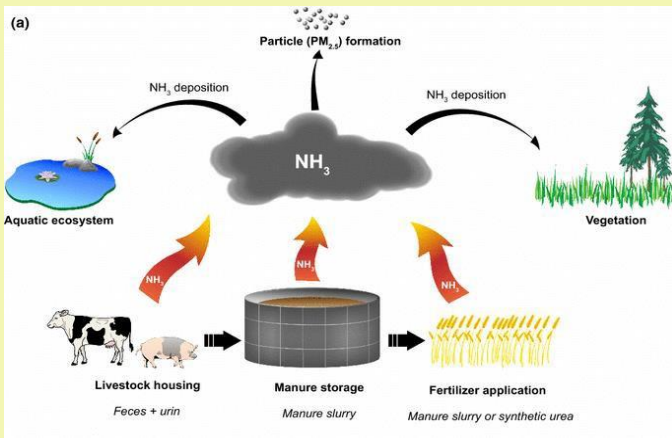 (a)
Particle (PM2.5) formation
NH3 deposition
NH3 deposition
NH3
Aquatic ecosystem
Vegetation
NH3
NH3
NH3
Livestock housing
Manure storage
Fertilizer application
Feces + urin
Manure slurry
Manure slurry or synthetic urea